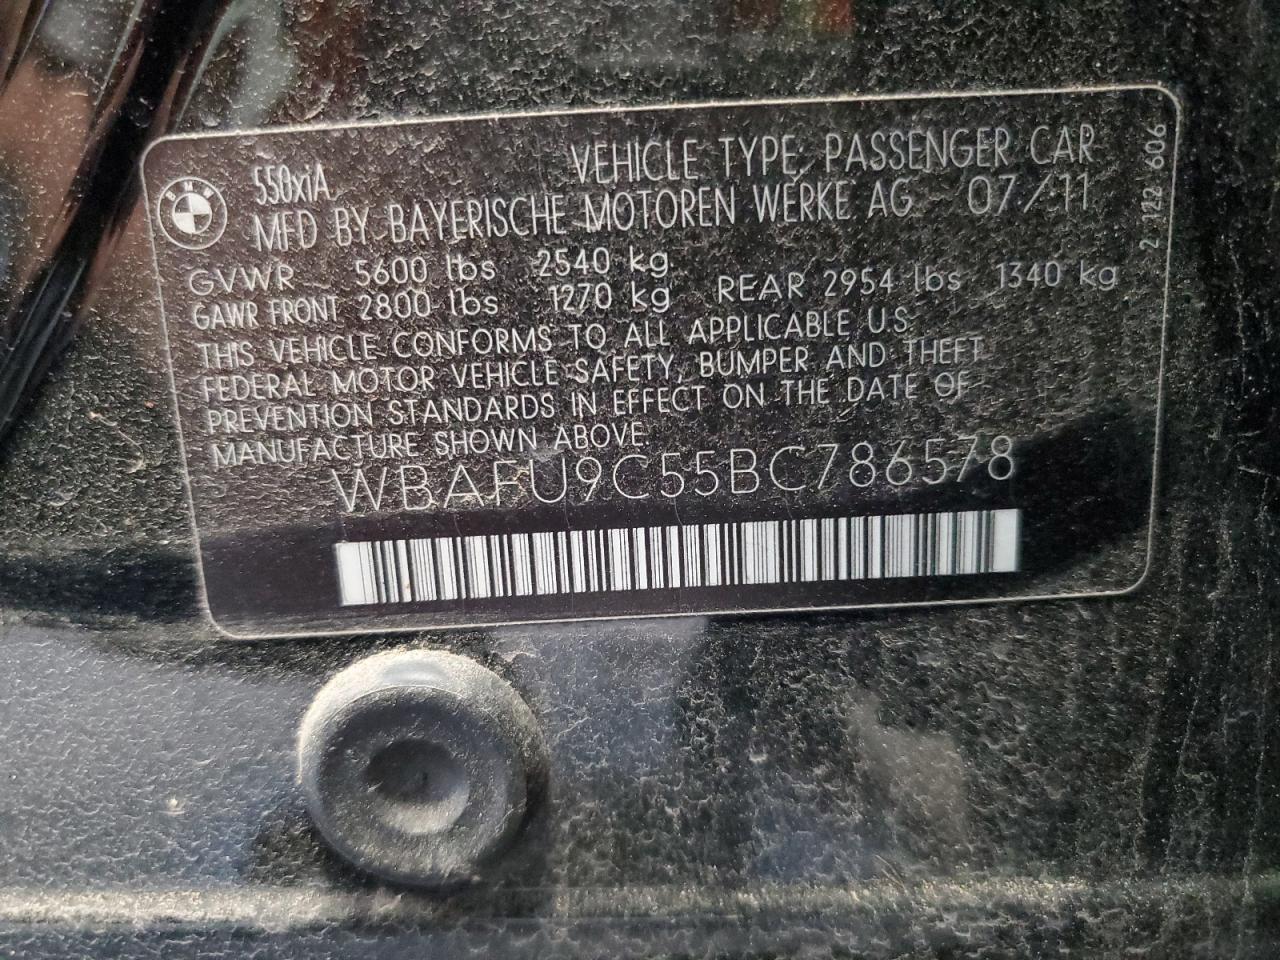 550xiA VEHICLE TYPE: PASSENGER CAR
BMW
MFD BY: BAYERISCHE MOTOREN WERKE AG 07/11
GVWR 5600 lbs 2540 kg
GAWR FRONT 2800 lbs 1270 kg REAR 2954 lbs 1340 kg
THIS VEHICLE CONFORMS TO ALL APPLICABLE U.S.
FEDERAL MOTOR VEHICLE SAFETY, BUMPER AND THEFT
PREVENTION STANDARDS IN EFFECT ON THE DATE OF
MANUFACTURE SHOWN ABOVE.
WBAFU9C55BC786578
2 122 606